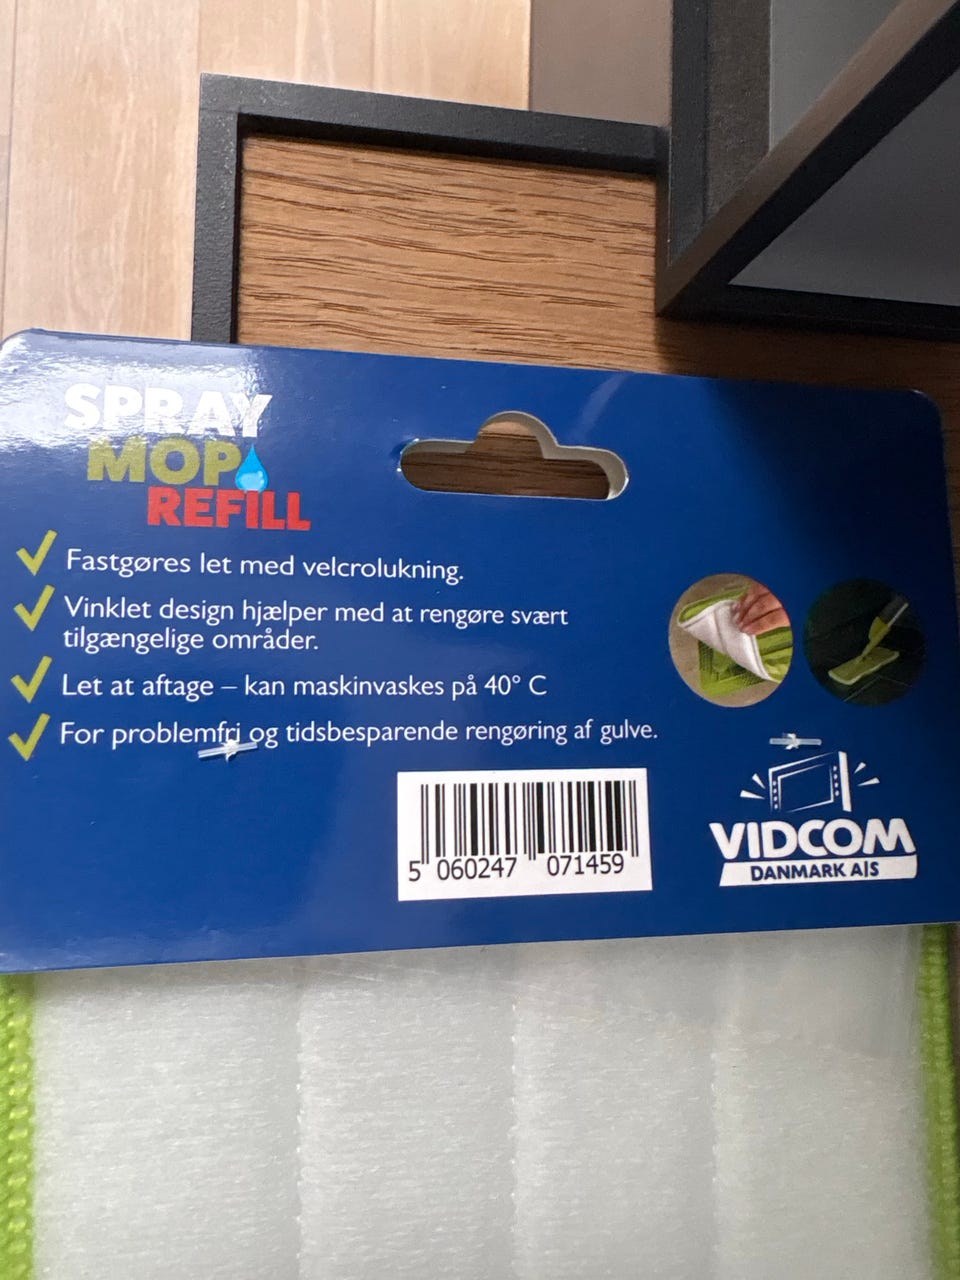 SPRAY
MOP
REFILL
Fastgøres let med velcrolukning.
Vinklet design hjælper med at rengøre svært
tilgængelige områder.
Let at aftage – kan maskinvaskes på 40° C
For problemfri og tidsbesparende rengøring af gulve.
5 060247 071459
VIDCOM
DANMARK A|S